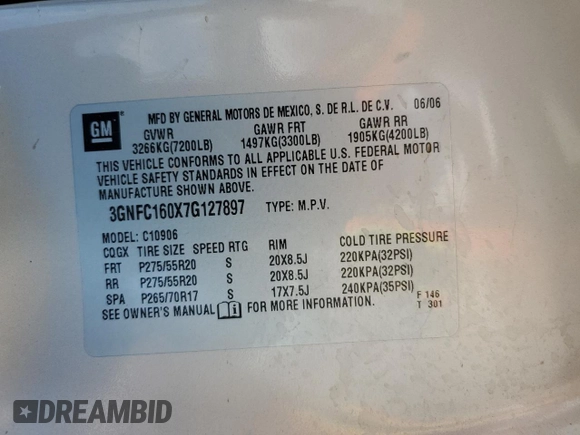 GM
MFD BY GENERAL MOTORS DE MEXICO, S. DE R.L. DE C.V. 06/06
GVWR GAWR FRT GAWR RR
3266KG(7200LB) 1497KG(3300LB) 1905KG(4200LB)
THIS VEHICLE CONFORMS TO ALL APPLICABLE U.S. FEDERAL MOTOR
VEHICLE SAFETY STANDARDS IN EFFECT ON THE DATE OF
MANUFACTURE SHOWN ABOVE.
3GNFC160X7G127897 TYPE: M.P.V.
MODEL: C10906
CQGX TIRE SIZE SPEED RTG RIM COLD TIRE PRESSURE
FRT P275/55R20 S 20X8.5J 220KPA(32PSI)
RR P275/55R20 S 20X8.5J 220KPA(32PSI)
SPA P265/70R17 S 17X7.5J 240KPA(35PSI)
SEE OWNER'S MANUAL FOR MORE INFORMATION.
F 146
T 301
DREAMBID